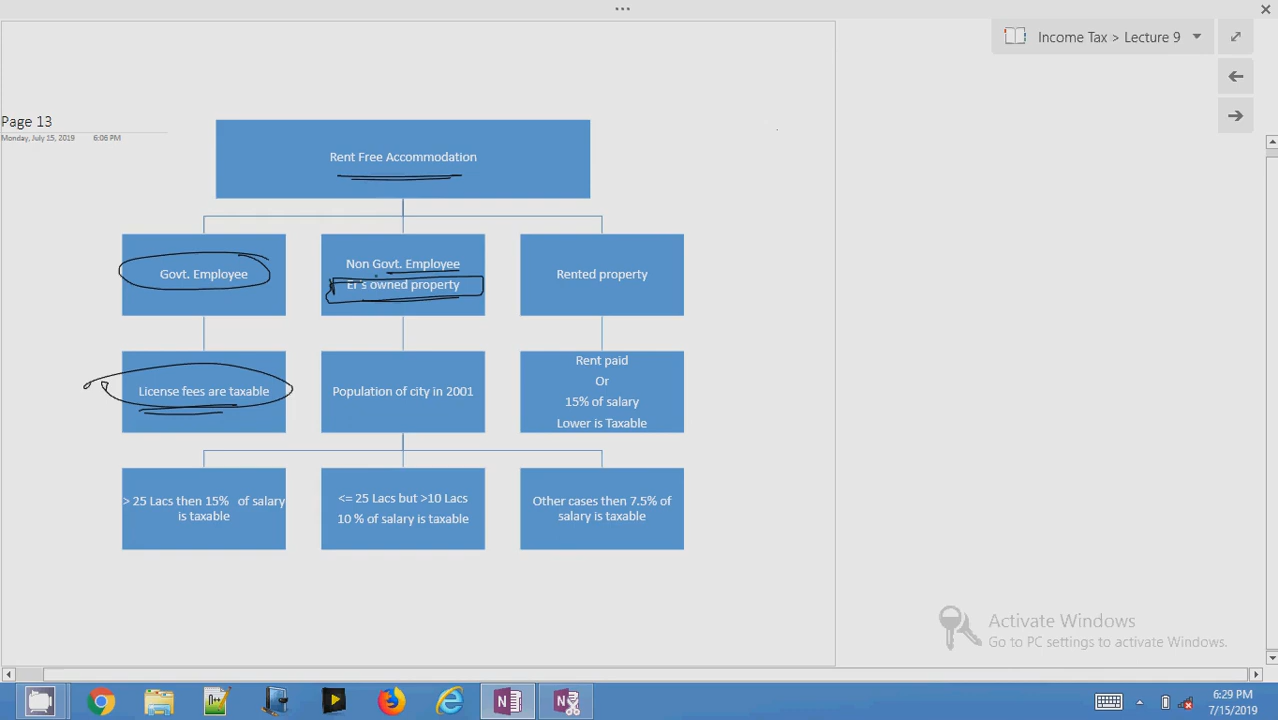 Income Tax > Lecture 9
Page 13
Monday, July 15, 2019 6:06 PM
Rent Free Accommodation
Govt. Employee
Non Govt. Employee
Er's owned property
Rented property
License fees are taxable
Population of city in 2001
Rent paid
Or
15% of salary
Lower is Taxable
> 25 Lacs then 15% of salary
is taxable
<= 25 Lacs but >10 Lacs
10 % of salary is taxable
Other cases then 7.5% of
salary is taxable
Activate Windows
Go to PC settings to activate Windows.
6:29 PM
7/15/2019